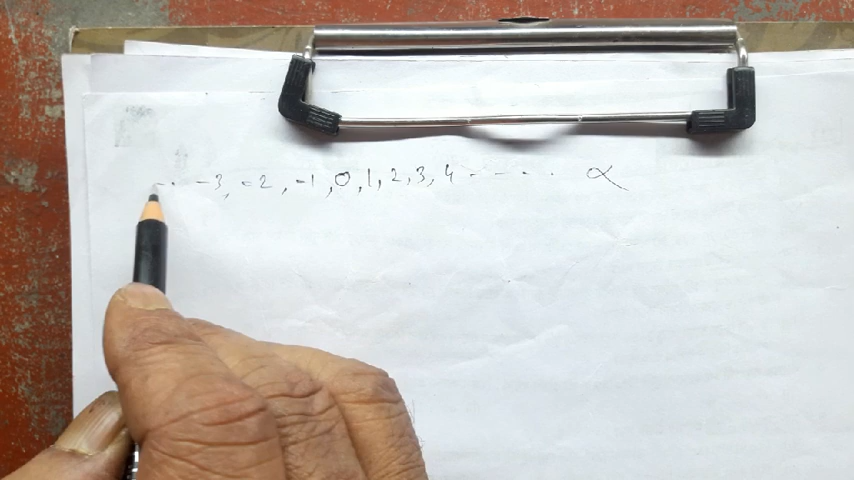 -. -3, -2, -1, 0, 1, 2, 3, 4 . - - . . ∝